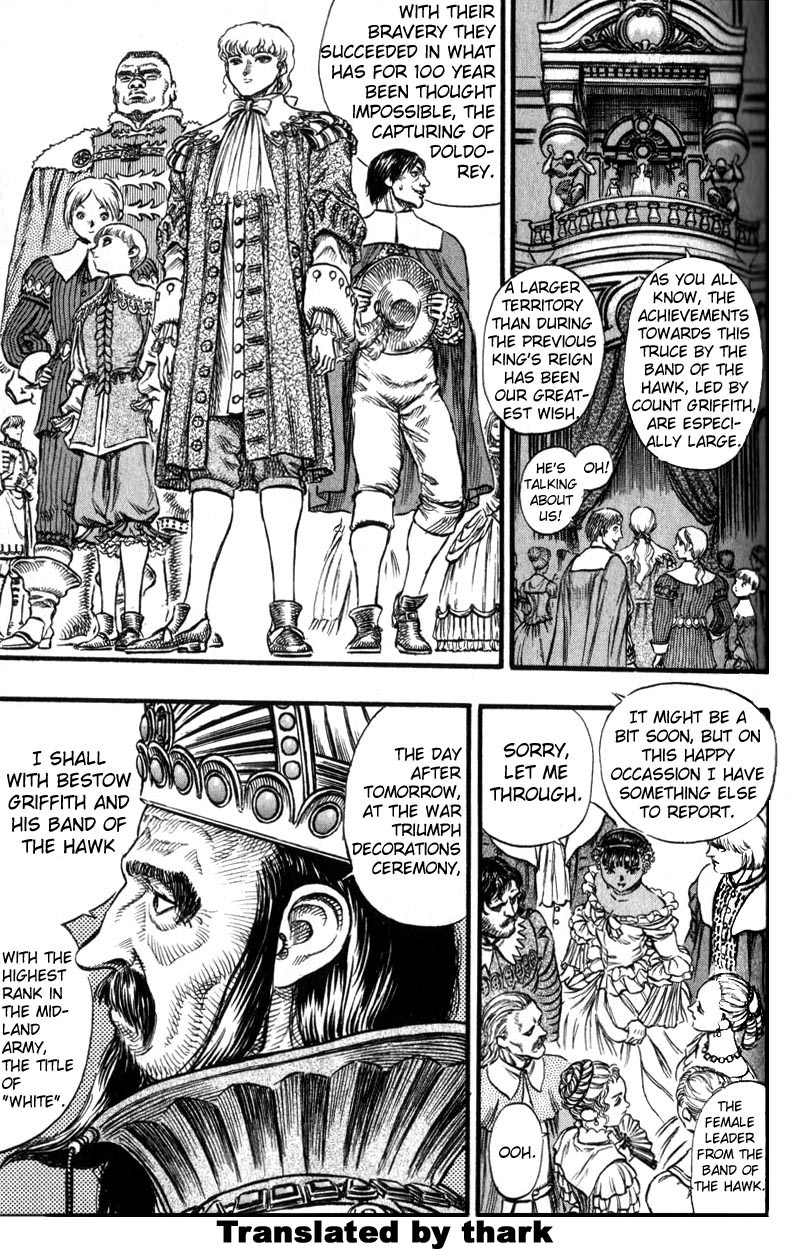 AS YOU ALL
KNOW, THE
ACHIEVEMENTS
TOWARDS THIS
TRUCE BY THE
BAND OF THE
HAWK, LED BY
COUNT GRIFFITH,
ARE ESPECI-
ALLY LARGE.
A LARGER
TERRITORY
THAN DURING
THE PREVIOUS
KING'S REIGN
HAS BEEN
OUR GREAT-
EST WISH.
OH!
HE'S
TALKING
ABOUT
US!
WITH THEIR
BRAVERY THEY
SUCCEEDED IN WHAT
HAS FOR 100 YEAR
BEEN THOUGHT
IMPOSSIBLE, THE
CAPTURING OF
DOLDO-
REY.
IT MIGHT BE A
BIT SOON, BUT ON
THIS HAPPY
OCCASSION I HAVE
SOMETHING ELSE
TO REPORT.
SORRY,
LET ME
THROUGH.
THE
FEMALE
LEADER
FROM THE
BAND OF
THE HAWK.
OOH.
THE DAY
AFTER
TOMORROW,
AT THE WAR
TRIUMPH
DECORATIONS
CEREMONY,
I SHALL
WITH BESTOW
GRIFFITH AND
HIS BAND OF
THE HAWK
WITH THE
HIGHEST
RANK IN
THE MID-
LAND
ARMY,
THE TITLE
OF
"WHITE".
Translated by thark